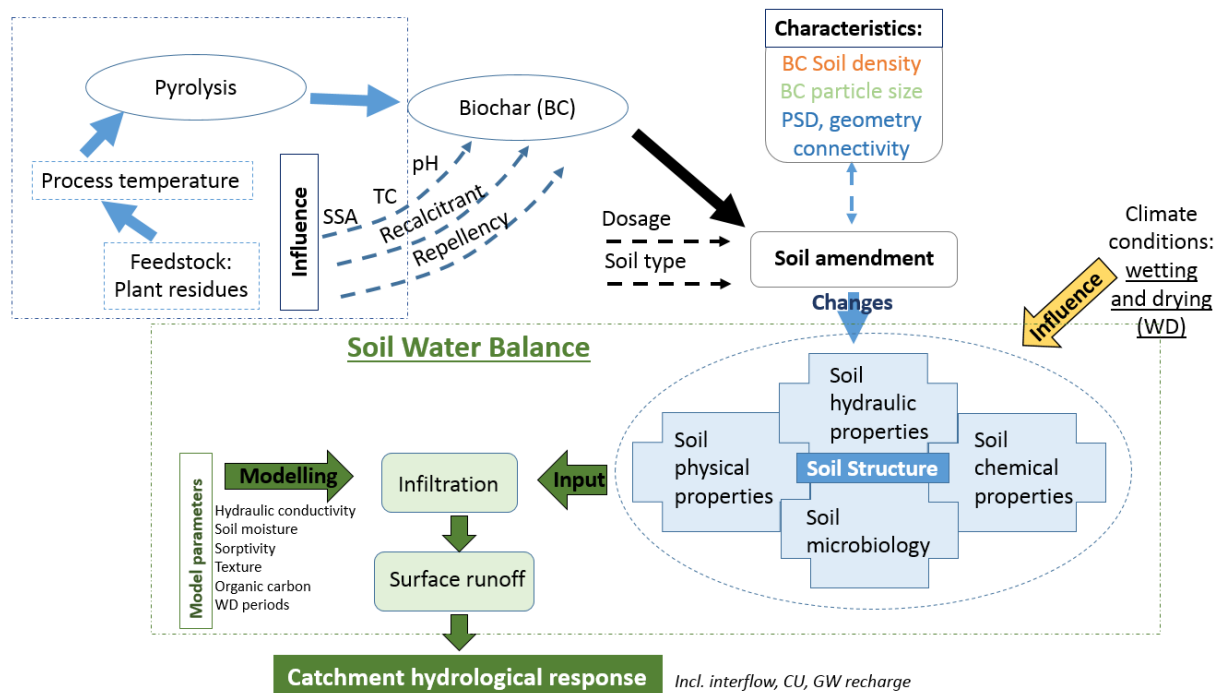 Pyrolysis
Process temperature
Feedstock:
Plant residues
Influence
SSA
TC
pH
Recalcitrant
Repellency
Biochar (BC)
Characteristics:
BC Soil density
BC particle size
PSD, geometry
connectivity
Dosage
Soil type
Soil amendment
Changes
Climate
conditions:
wetting
and drying
(WD)
Influence
Soil Water Balance
Soil
hydraulic
properties
Soil
physical
properties
Soil Structure
Soil
chemical
properties
Soil
microbiology
Input
Modelling
Infiltration
Model parameters
Hydraulic conductivity
Soil moisture
Sorptivity
Texture
Organic carbon
WD periods
Surface runoff
Catchment hydrological response
Incl. interflow, CU, GW recharge